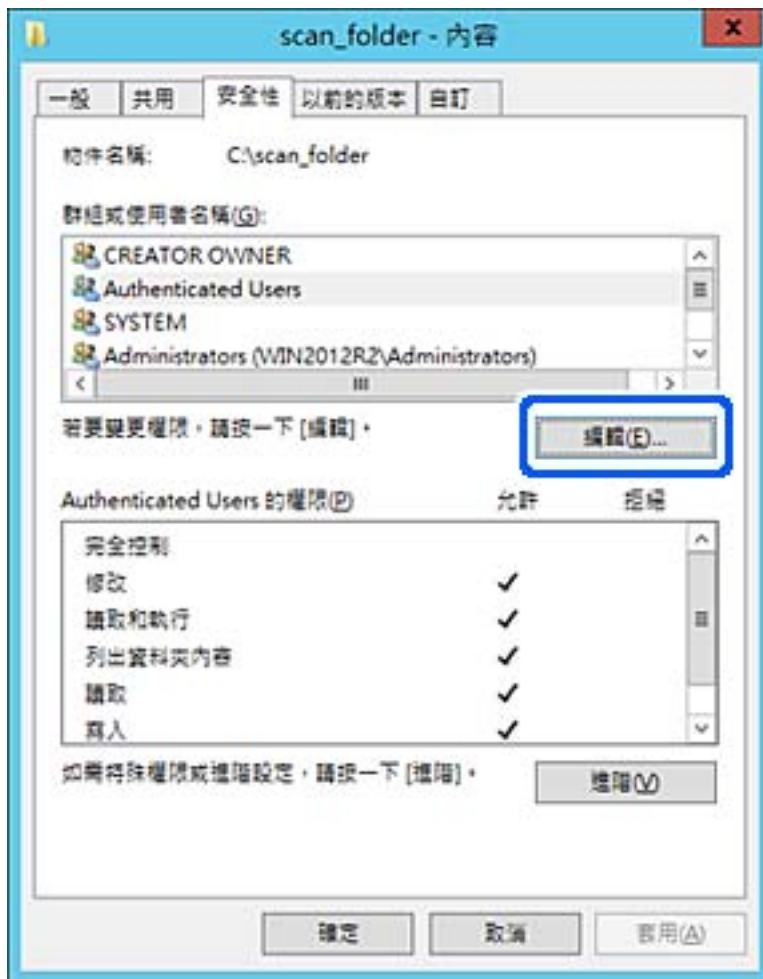 scan_folder - 內容
一般 共用 安全性 以前的版本 自訂
物件名稱: C:\scan_folder
群組或使用者名稱(G):
CREATOR OWNER
Authenticated Users
SYSTEM
Administrators (WIN2012R2\Administrators)
若要變更權限，請按一下 [編輯]。 編輯(E)...
Authenticated Users 的權限(P) 允許 拒絕
完全控制
修改
讀取和執行
列出資料夾內容
讀取
寫入
如需特殊權限或進階設定，請按一下 [進階]。 進階(V)
確定 取消 套用(A)